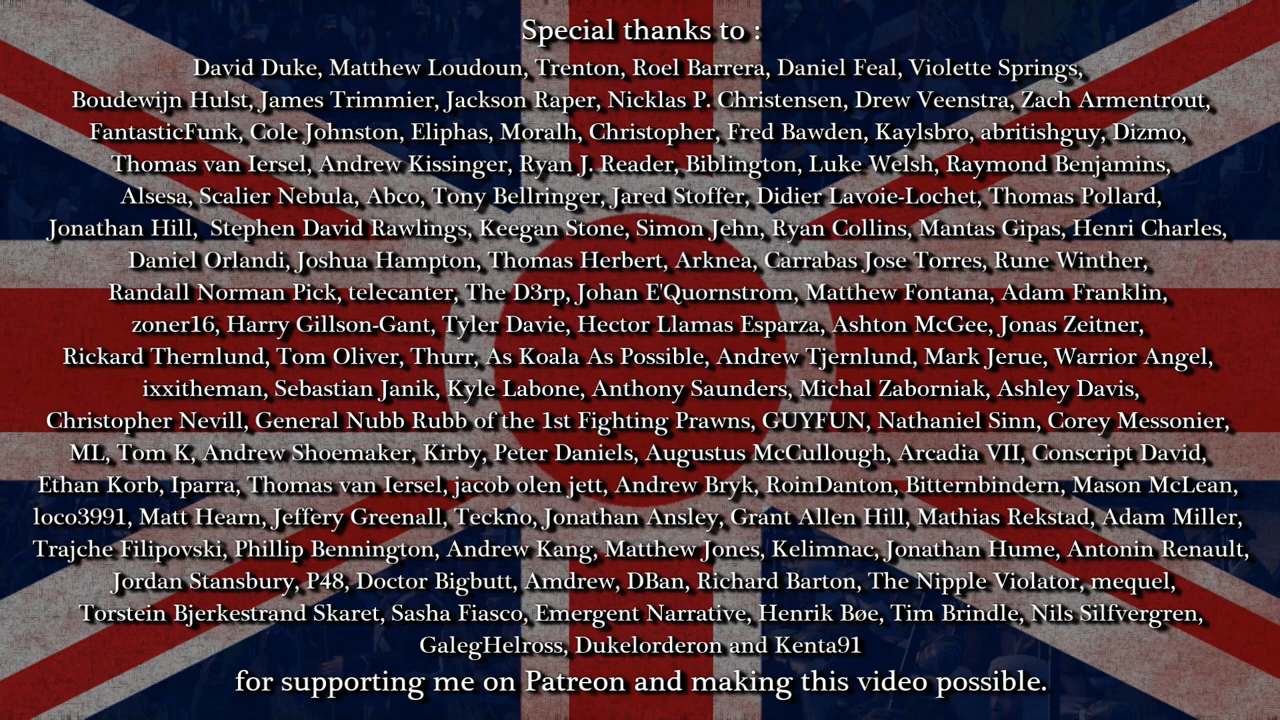 Special thanks to :
David Duke, Matthew Loudoun, Trenton, Roel Barrera, Daniel Feal, Violette Springs,
Boudewijn Hulst, James Trimmier, Jackson Raper, Nicklas P. Christensen, Drew Veenstra, Zach Armentrout,
FantasticFunk, Cole Johnston, Eliphas, Moralh, Christopher, Fred Bawden, Kaylsbro, abritishguy, Dizmo,
Thomas van Iersel, Andrew Kissinger, Ryan J. Reader, Biblington, Luke Welsh, Raymond Benjamins,
Alsesa, Scalier Nebula, Abco, Tony Bellringer, Jared Stoffer, Didier Lavoie-Lochet, Thomas Pollard,
Jonathan Hill,  Stephen David Rawlings, Keegan Stone, Simon Jehn, Ryan Collins, Mantas Gipas, Henri Charles,
Daniel Orlandi, Joshua Hampton, Thomas Herbert, Arknea, Carrabas Jose Torres, Rune Winther,
Randall Norman Pick, telecanter, The D3rp, Johan E'Quornstrom, Matthew Fontana, Adam Franklin,
zoner16, Harry Gillson-Gant, Tyler Davie, Hector Llamas Esparza, Ashton McGee, Jonas Zeitner,
Rickard Thernlund, Tom Oliver, Thurr, As Koala As Possible, Andrew Tjernlund, Mark Jerue, Warrior Angel,
ixxitheman, Sebastian Janik, Kyle Labone, Anthony Saunders, Michal Zaborniak, Ashley Davis,
Christopher Nevill, General Nubb Rubb of the 1st Fighting Prawns, GUYFUN, Nathaniel Sinn, Corey Messonier,
ML, Tom K, Andrew Shoemaker, Kirby, Peter Daniels, Augustus McCullough, Arcadia VII, Conscript David,
Ethan Korb, Iparra, Thomas van Iersel, jacob olen jett, Andrew Bryk, RoinDanton, Bitternbindern, Mason McLean,
loco3991, Matt Hearn, Jeffery Greenall, Teckno, Jonathan Ansley, Grant Allen Hill, Mathias Rekstad, Adam Miller,
Trajche Filipovski, Phillip Bennington, Andrew Kang, Matthew Jones, Kelimnac, Jonathan Hume, Antonin Renault,
Jordan Stansbury, P48, Doctor Bigbutt, Amdrew, DBan, Richard Barton, The Nipple Violator, mequel,
Torstein Bjerkestrand Skaret, Sasha Fiasco, Emergent Narrative, Henrik Bøe, Tim Brindle, Nils Silfvergren,
GalegHelross, Dukelorderon and Kenta91
for supporting me on Patreon and making this video possible.